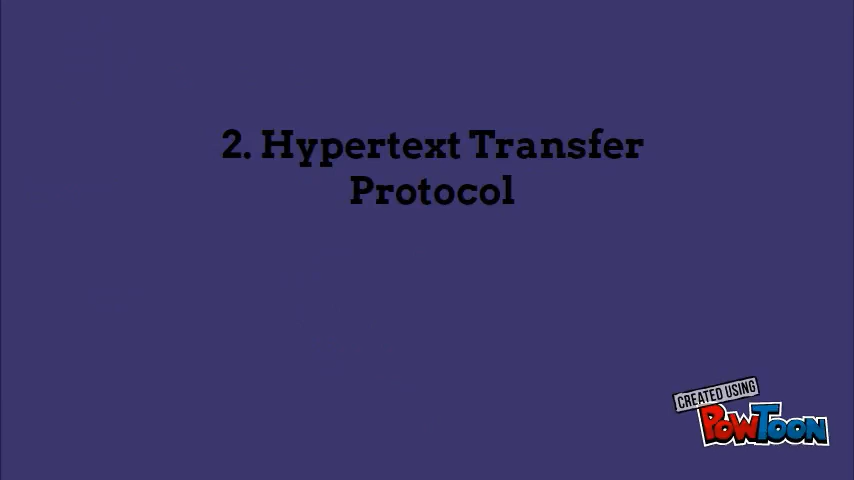 2. Hypertext Transfer
Protocol
CREATED USING
POWTOON